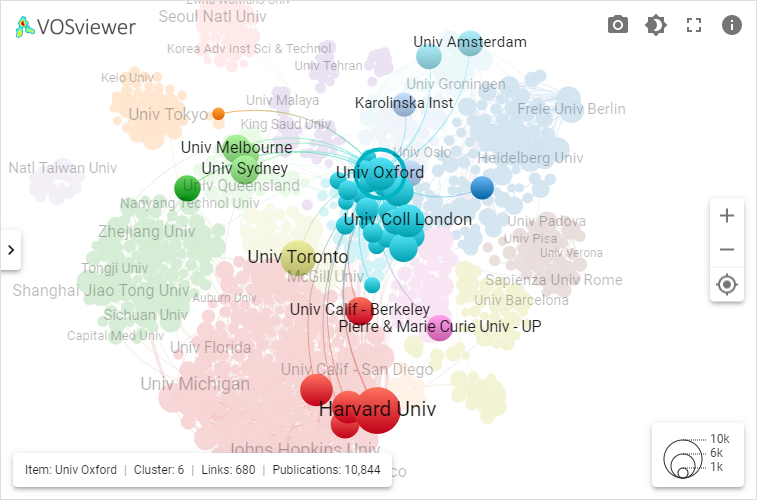 Ewha Womans Univ
Seoul Natl Univ
VOSviewer
Univ Amsterdam
Korea Adv Inst Sci & Technol
Univ Tehran
Keio Univ
Univ Groningen
Univ Malaya
Karolinska Inst
Freie Univ Berlin
Univ Tokyo
King Saud Univ
Univ Melbourne
Univ Oslo
Heidelberg Univ
Natl Taiwan Univ
Univ Sydney
Univ Oxford
Univ Queensland
Nanyang Technol Univ
Univ Coll London
Univ Padova
Zhejiang Univ
Univ Pisa
Univ Verona
Univ Toronto
Tongji Univ
McGill Univ
Sapienza Univ Rome
Shanghai Jiao Tong Univ
Auburn Univ
Univ Barcelona
Univ Calif - Berkeley
Sichuan Univ
Pierre & Marie Curie Univ - UP
Capital Med Univ
Univ Florida
Univ Calif - San Diego
Univ Michigan
Harvard Univ
Johns Hopkins Univ
10k
6k
1k
Item: Univ Oxford | Cluster: 6 | Links: 680 | Publications: 10,844